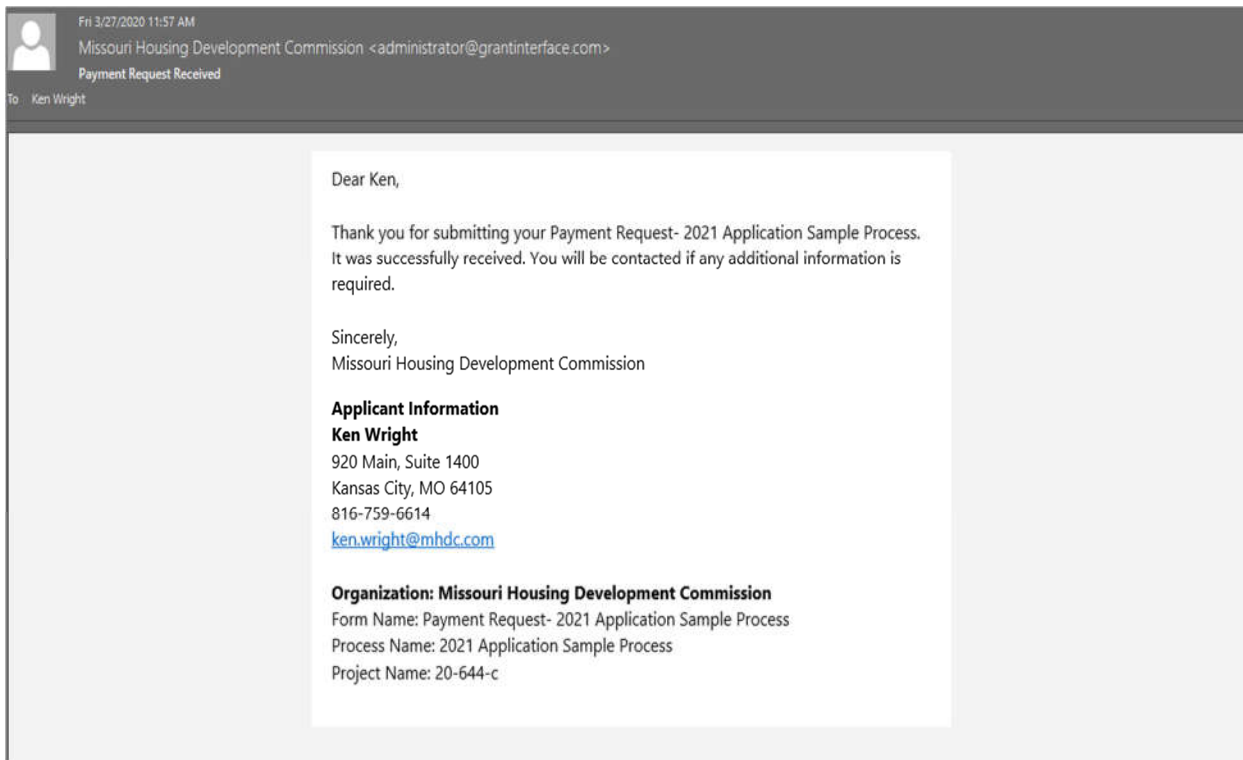 Fri 3/27/2020 11:57 AM
Missouri Housing Development Commission <administrator@grantinterface.com>
Payment Request Received
To Ken Wright
Dear Ken,
Thank you for submitting your Payment Request- 2021 Application Sample Process.
It was successfully received. You will be contacted if any additional information is
required.
Sincerely,
Missouri Housing Development Commission
Applicant Information
Ken Wright
920 Main, Suite 1400
Kansas City, MO 64105
816-759-6614
ken.wright@mhdc.com
Organization: Missouri Housing Development Commission
Form Name: Payment Request- 2021 Application Sample Process
Process Name: 2021 Application Sample Process
Project Name: 20-644-c